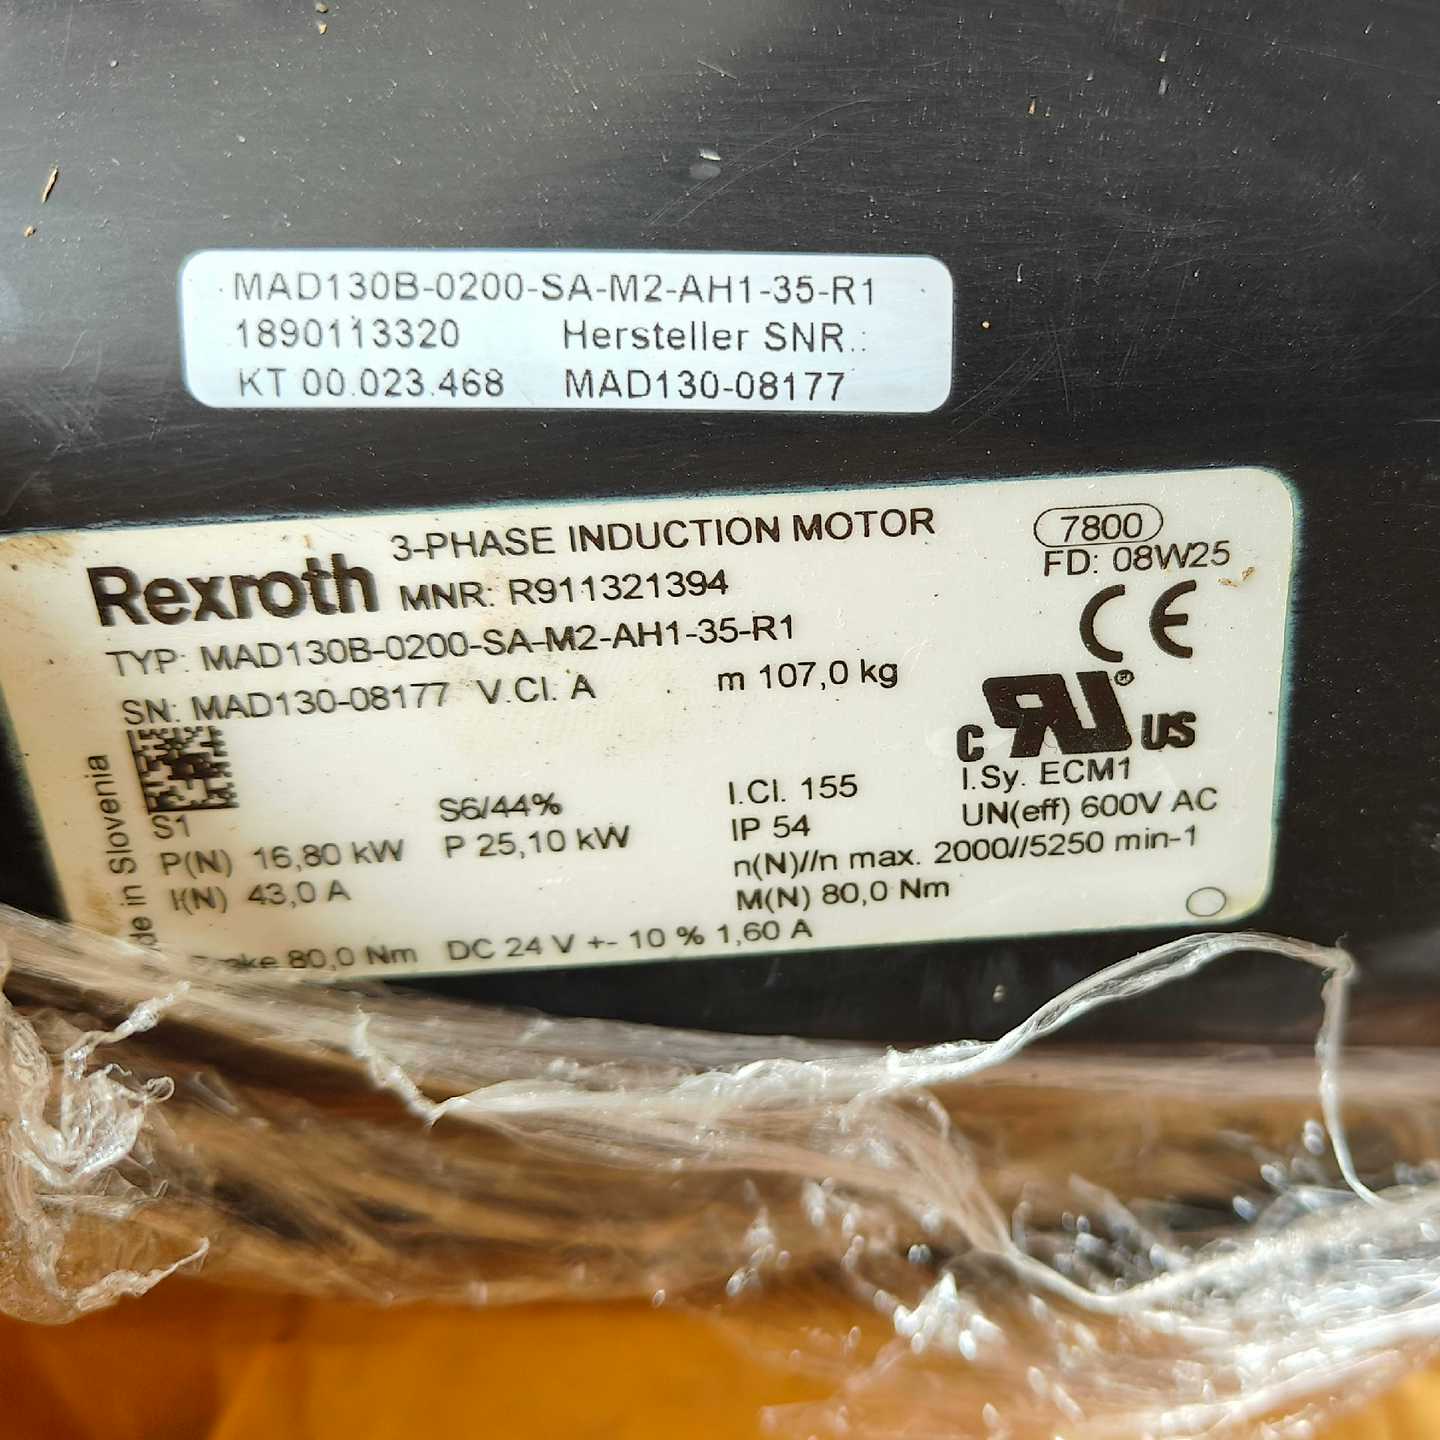 MAD130B-0200-SA-M2-AH1-35-R1
1890113320 Hersteller SNR.:
KT 00.023.468 MAD130-08177
3-PHASE INDUCTION MOTOR 7800
Rexroth MNR: R911321394 FD: 08W25
TYP: MAD130B-0200-SA-M2-AH1-35-R1 CE
SN: MAD130-08177 V.Cl. A m 107,0 kg
c RU ® US
in Slovenia
S1 S6/44% I.Cl. 155 I.Sy. ECM1
P(N) 16,80 kW P 25,10 kW IP 54 UN(eff) 600V AC
I(N) 43,0 A n(N)//n max. 2000//5250 min-1
M(N) 80,0 Nm
80,0 Nm DC 24 V +- 10 % 1,60 A